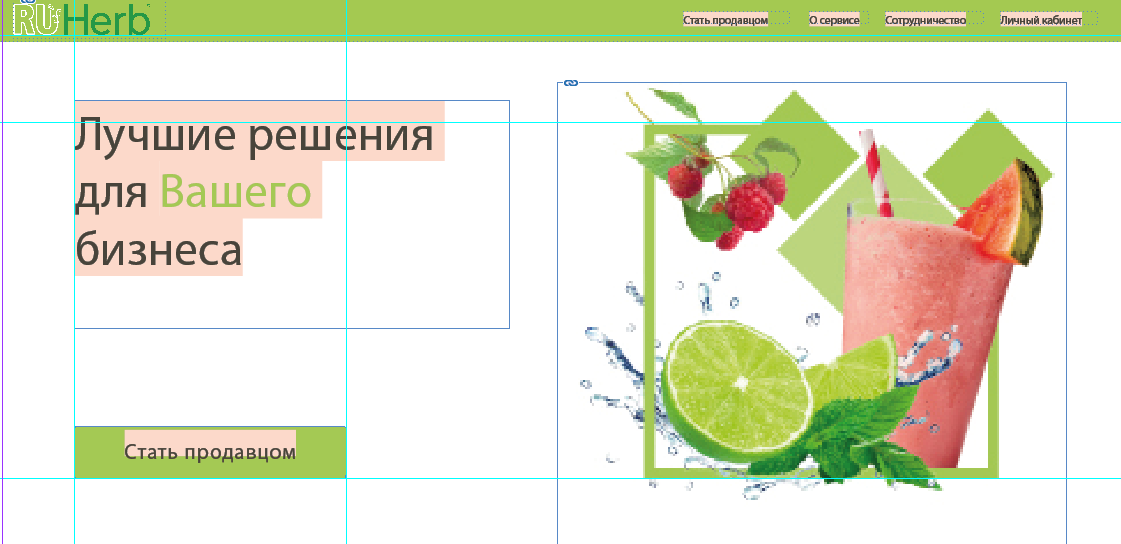 RUHerb
Стать продавцом О сервисе Сотрудничество Личный кабинет
Лучшие решения
для Вашего
бизнеса
Стать продавцом